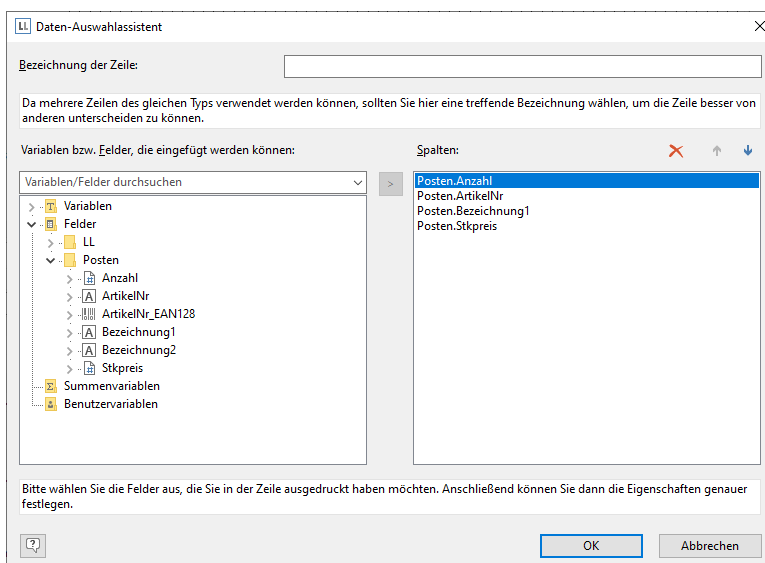 LL Daten-Auswahlassistent
Bezeichnung der Zeile:
Da mehrere Zeilen des gleichen Typs verwendet werden können, sollten Sie hier eine treffende Bezeichnung wählen, um die Zeile besser von
anderen unterscheiden zu können.
Variablen bzw. Felder, die eingefügt werden können:
Spalten:
Variablen/Felder durchsuchen
>
Variablen
Felder
LL
Posten
Anzahl
ArtikelNr
ArtikelNr_EAN128
Bezeichnung1
Bezeichnung2
Stkpreis
Summenvariablen
Benutzervariablen
Posten.Anzahl
Posten.ArtikelNr
Posten.Bezeichnung1
Posten.Stkpreis
Bitte wählen Sie die Felder aus, die Sie in der Zeile ausgedruckt haben möchten. Anschließend können Sie dann die Eigenschaften genauer
festlegen.
OK
Abbrechen